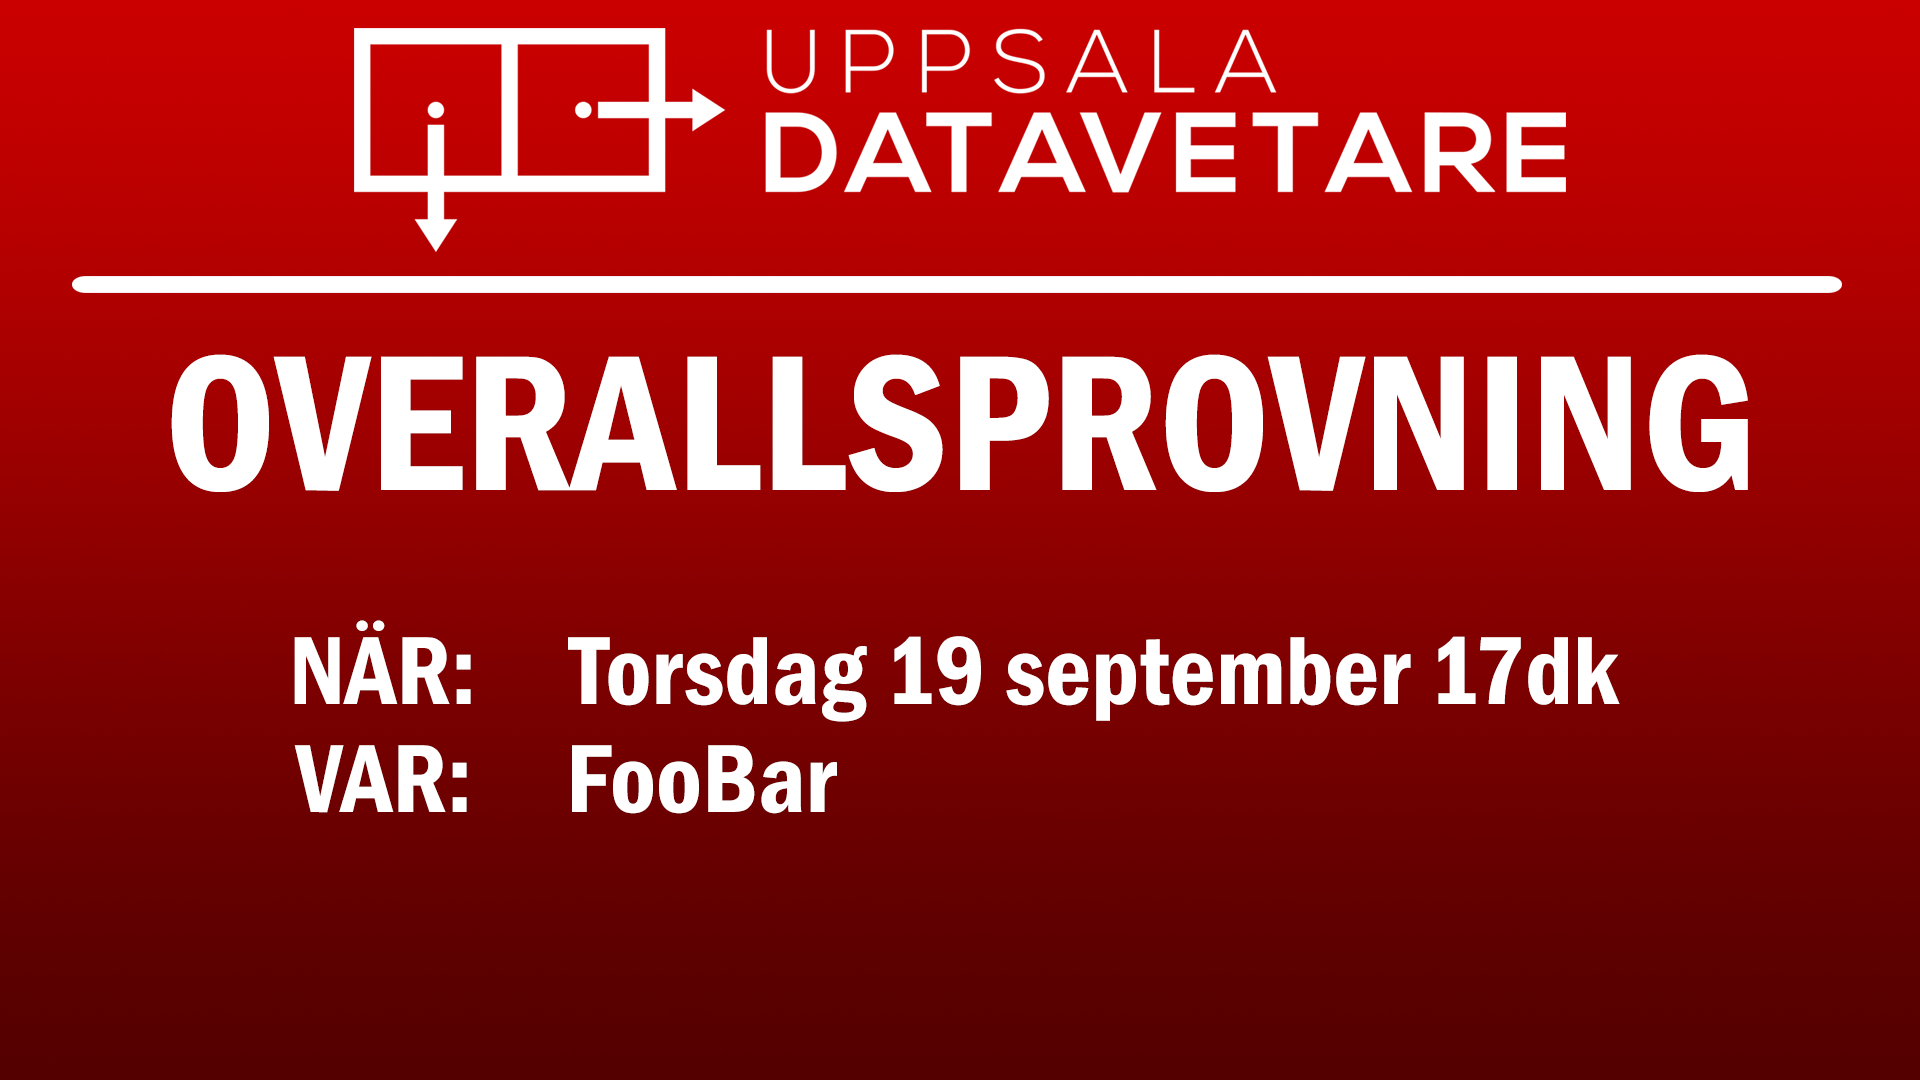 UPPSALA
DATAVETARE
OVERALLSPROVNING
NÄR: Torsdag 19 september 17dk
VAR: FooBar